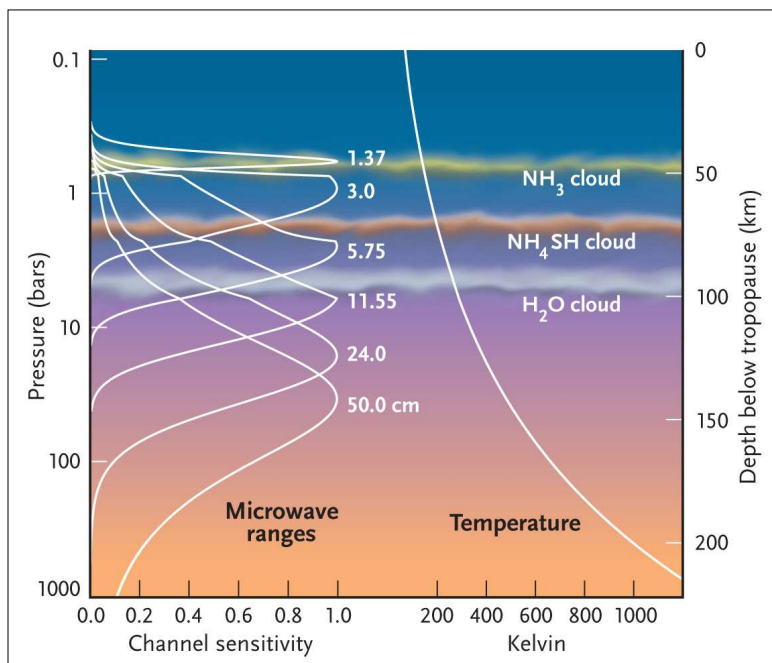 0.1
1
10
100
1000
Pressure (bars)
1.37
3.0
5.75
11.55
24.0
50.0 cm
NH₃ cloud
NH₄SH cloud
H₂O cloud
Microwave
ranges
Temperature
0
50
100
150
200
Depth below tropopause (km)
0.0 0.2 0.4 0.6 0.8 1.0
Channel sensitivity
200 400 600 800 1000
Kelvin